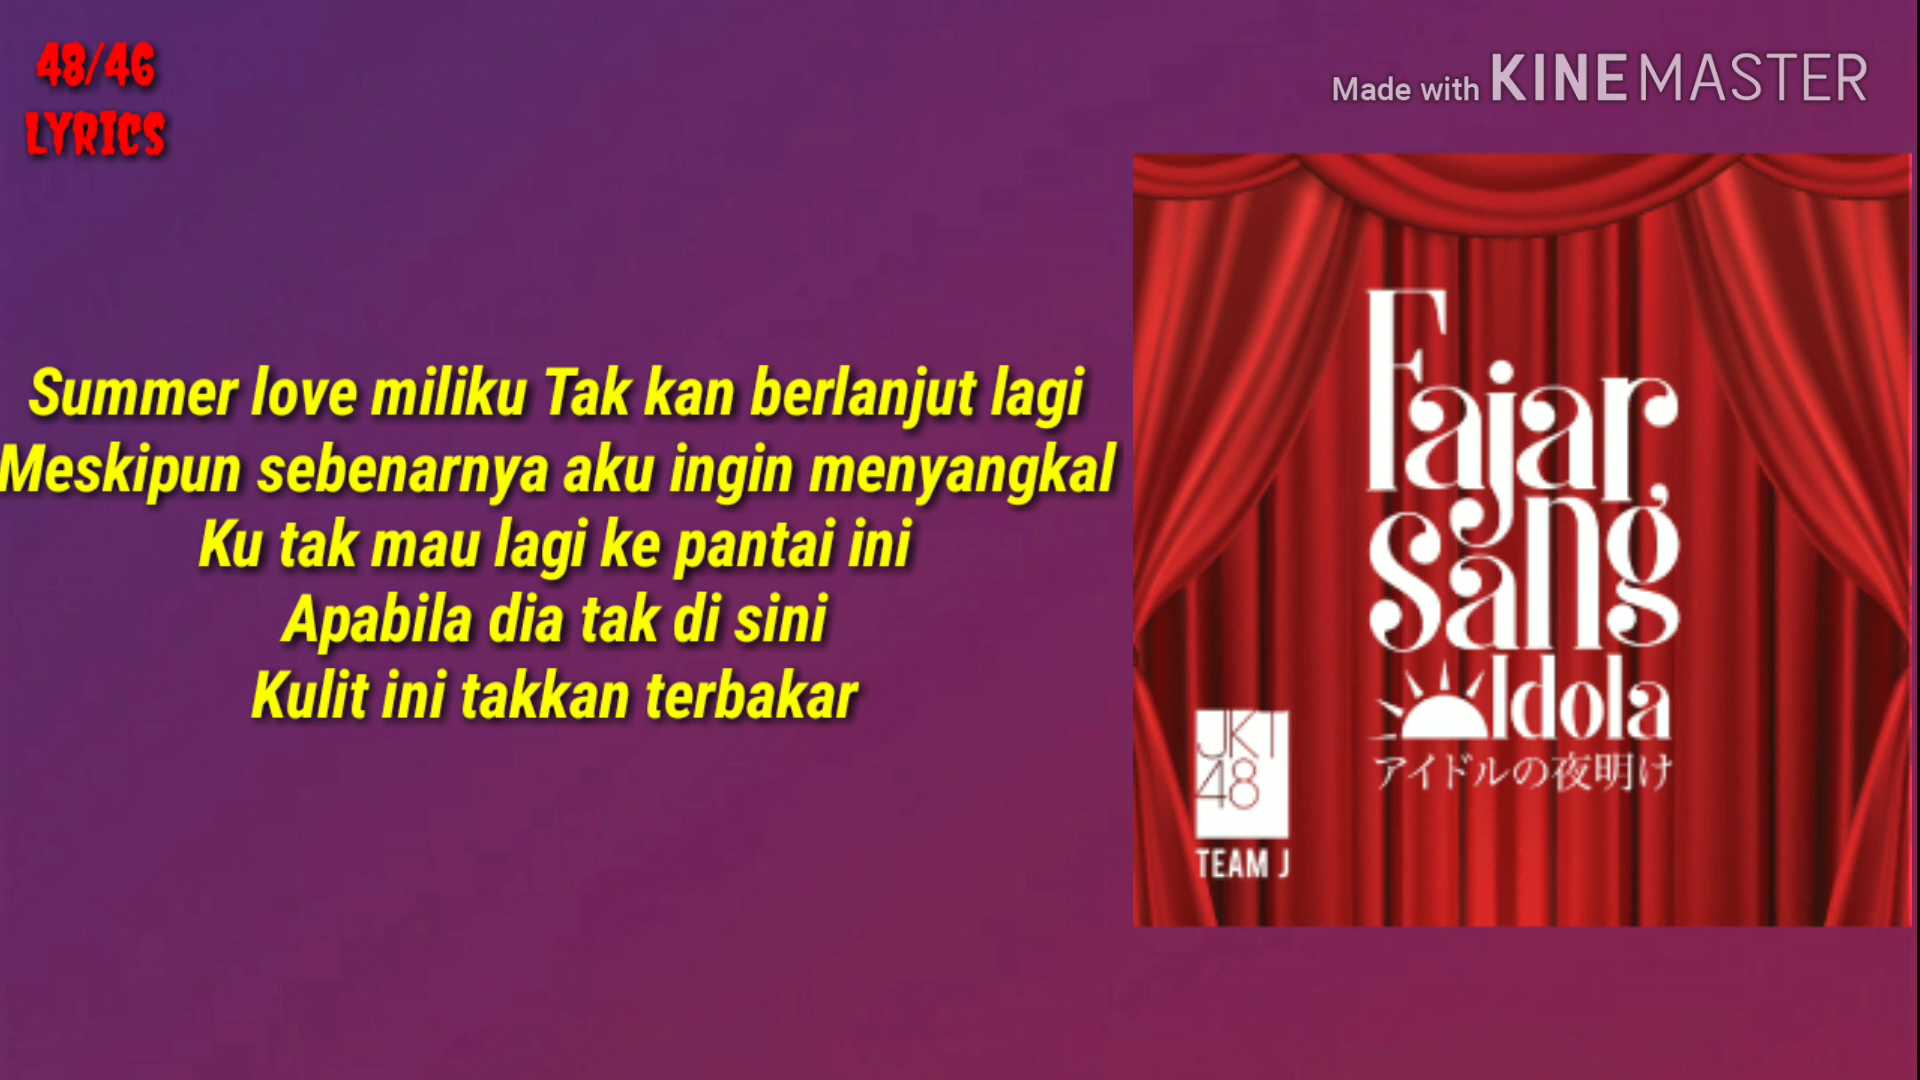 48/46
LYRICS
Made with KINEMASTER
Summer love miliku Tak kan berlanjut lagi
Meskipun sebenarnya aku ingin menyangkal
Ku tak mau lagi ke pantai ini
Apabila dia tak di sini
Kulit ini takkan terbakar
Fajar
sang
Idola
アイドルの夜明け
JKT
48
TEAM J